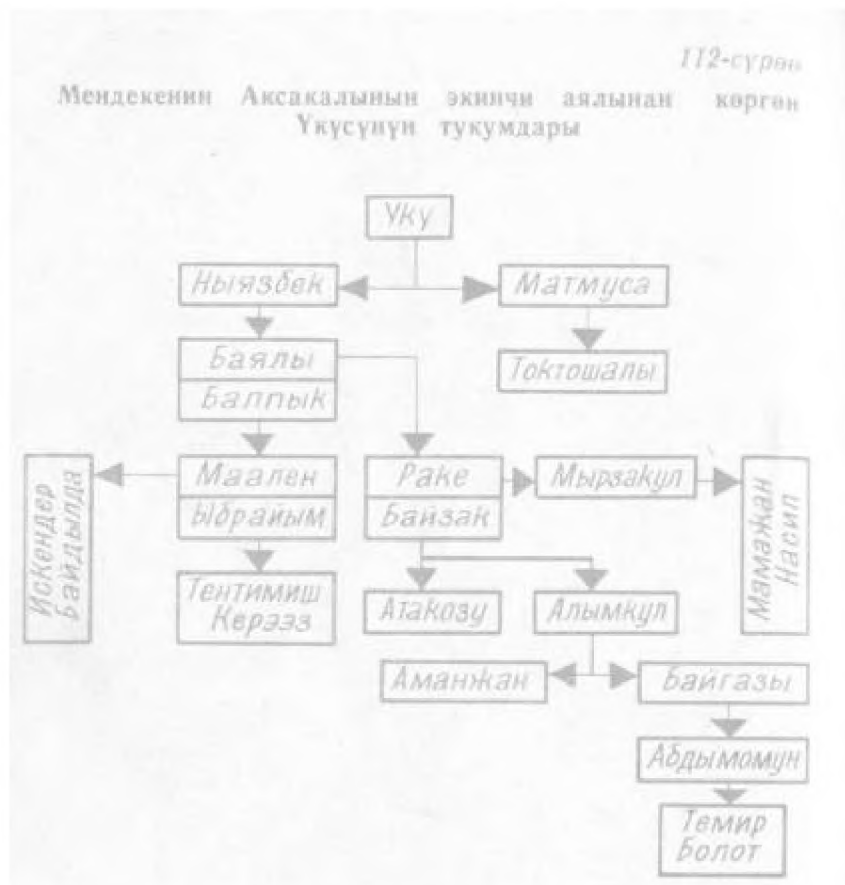 112-сүрөн
Мендекенин Аксакалынын экинчи аялынан көргөн
Үкүсүнүн тукумдары
Үкү
Ныязбек
Матмуса
Баялы
Балпык
Токтошалы
Маален
Ыбрайым
Раке
Байзак
Мырзакул
Искендер
Байдылда
Мамажан
Насип
Тентимиш
Керээз
Атакозу
Алымкул
Аманжан
Байгазы
Абдымомун
Темир
Болот